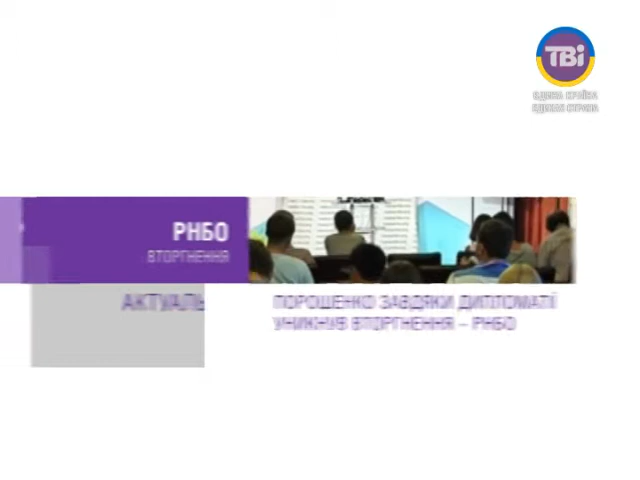 ТВі
ЄДИНА КРАЇНА
ЕДИНАЯ СТРАНА
РНБО
ВТОРГНЕННЯ
АКТУАЛЬ
ПОРОШЕНКО ЗАВДЯКИ ДИПЛОМАТІЇ
УНИКНУВ ВТОРГНЕННЯ – РНБО